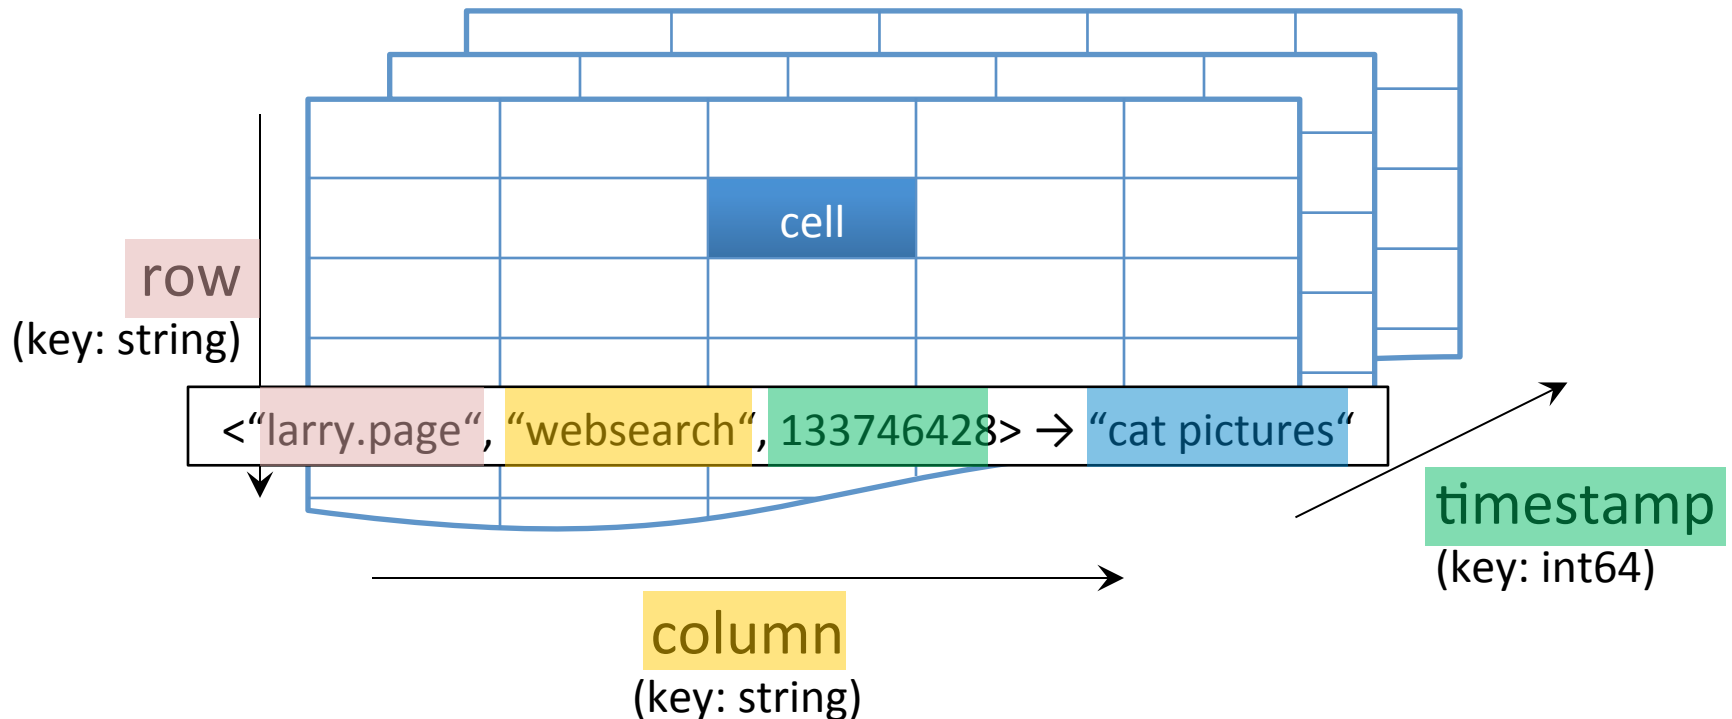 cell
row
(key: string)
<“larry.page“, “websearch“, 133746428> → “cat pictures“
timestamp
(key: int64)
column
(key: string)